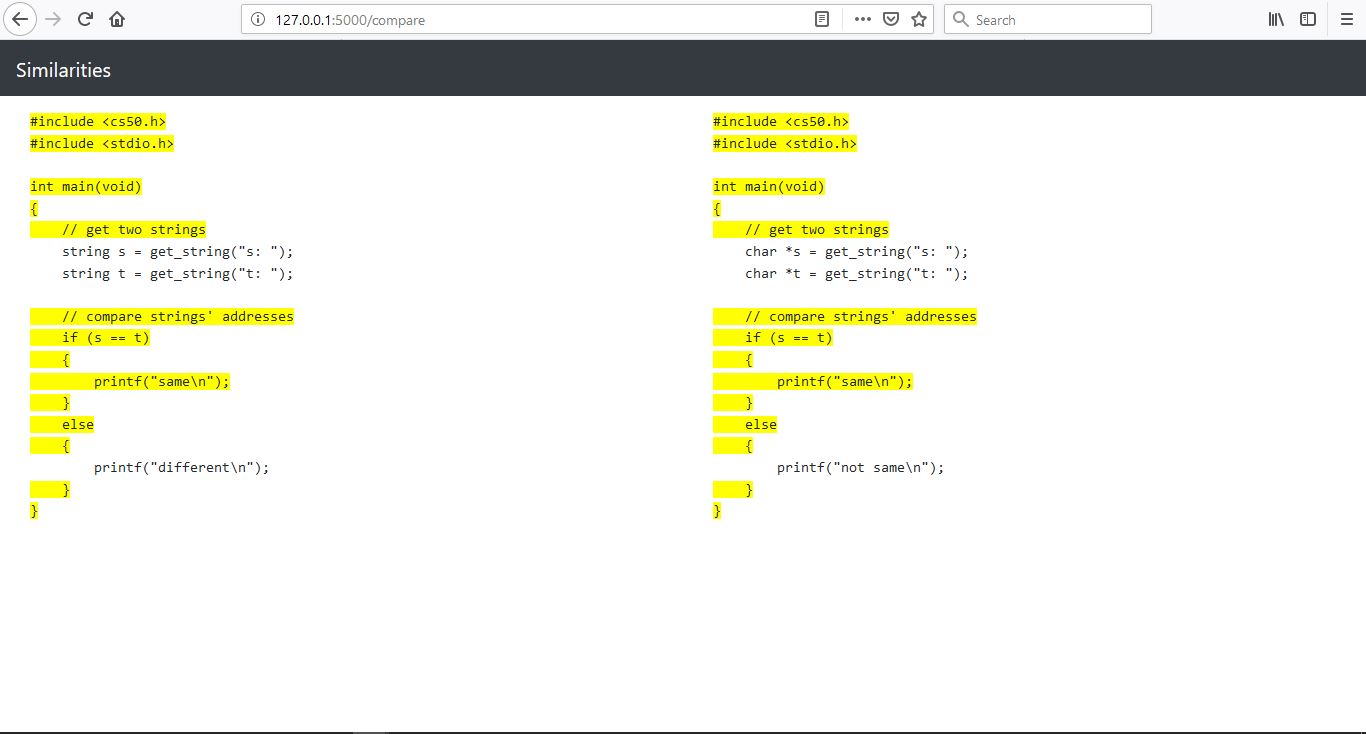 127.0.0.1:5000/compare
Search
Similarities
#include <cs50.h>
#include <stdio.h>
int main(void)
{
    // get two strings
    string s = get_string("s: ");
    string t = get_string("t: ");
    // compare strings' addresses
    if (s == t)
    {
        printf("same\n");
    }
    else
    {
        printf("different\n");
    }
}
#include <cs50.h>
#include <stdio.h>
int main(void)
{
    // get two strings
    char *s = get_string("s: ");
    char *t = get_string("t: ");
    // compare strings' addresses
    if (s == t)
    {
        printf("same\n");
    }
    else
    {
        printf("not same\n");
    }
}